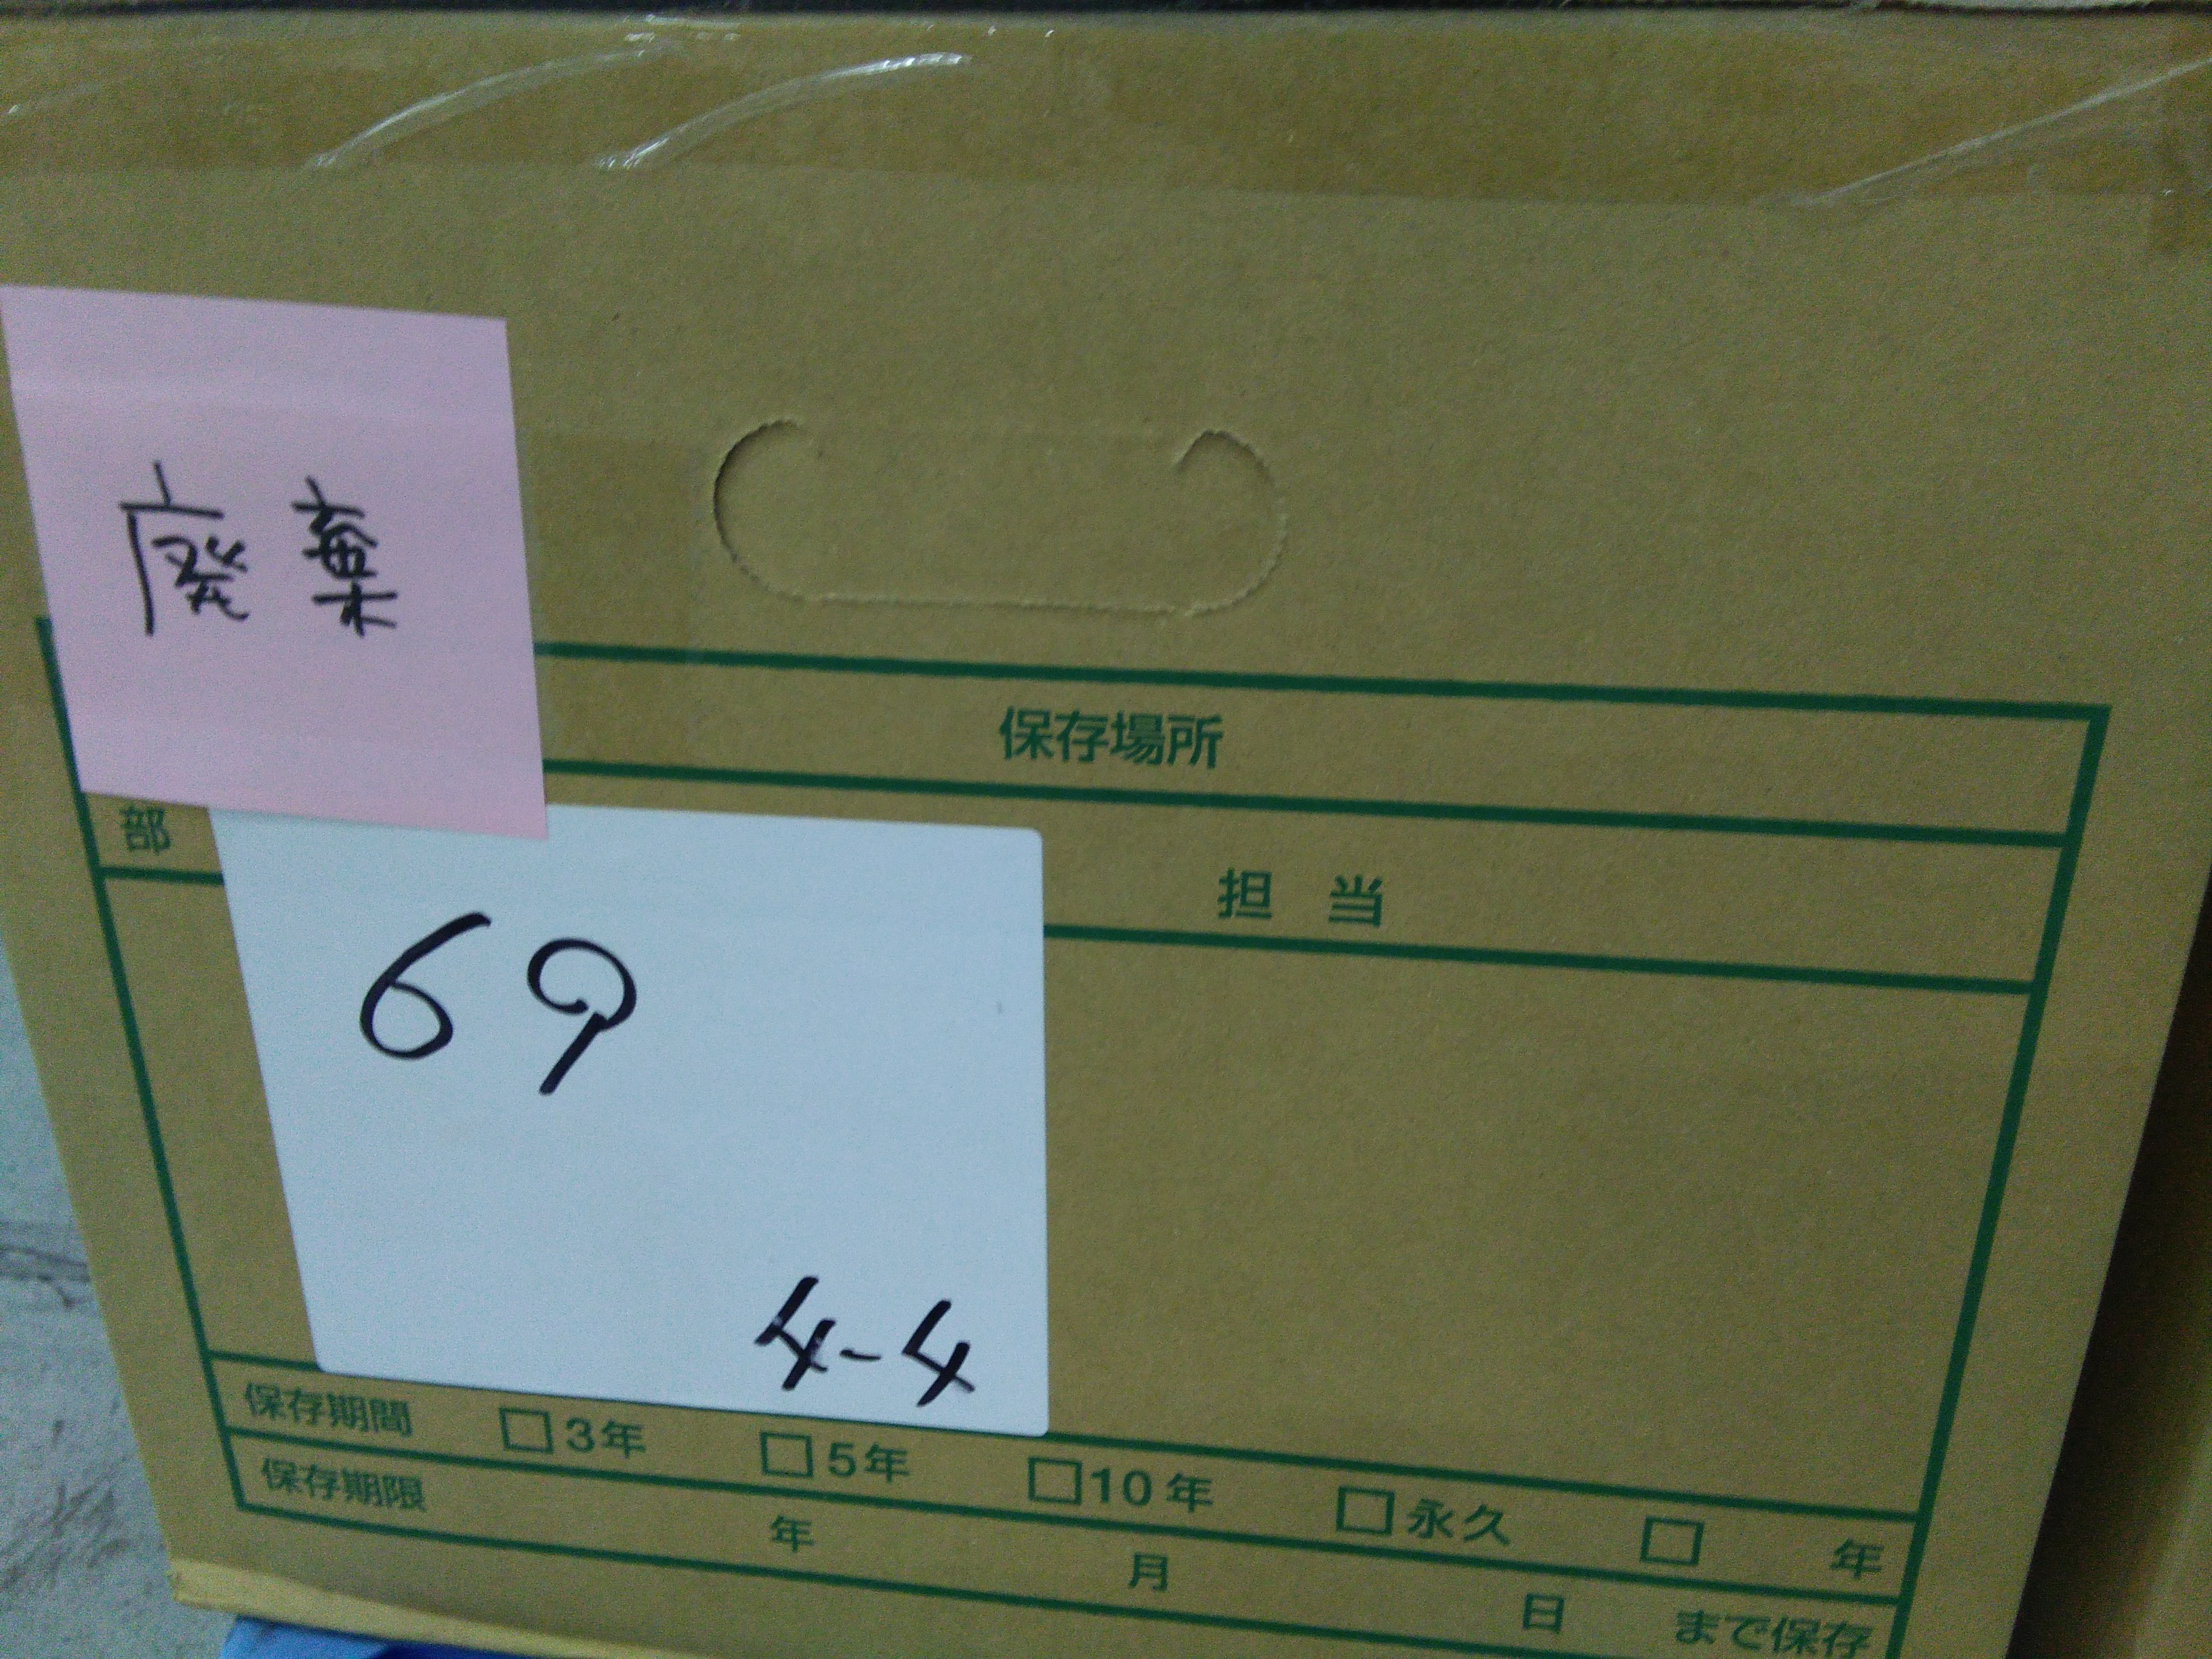 廃棄
保存場所
部
担当
69
4-4
保存期間 □3年 □5年 □10年 □永久 □ 年
保存期限 年 月 日 まで保存